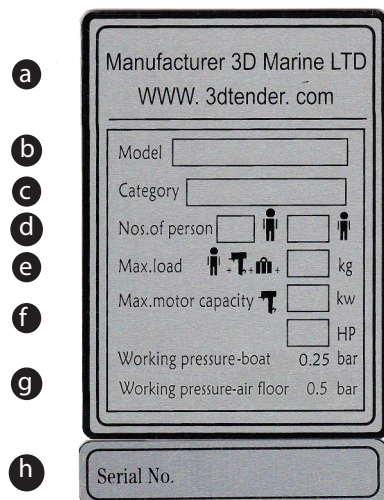 a
Manufacturer 3D Marine LTD
WWW. 3dtender. com
b Model
c Category
d Nos.of person
e Max.load + + + kg
f Max.motor capacity kw
HP
Working pressure-boat 0.25 bar
g Working pressure-air floor 0.5 bar
h Serial No.